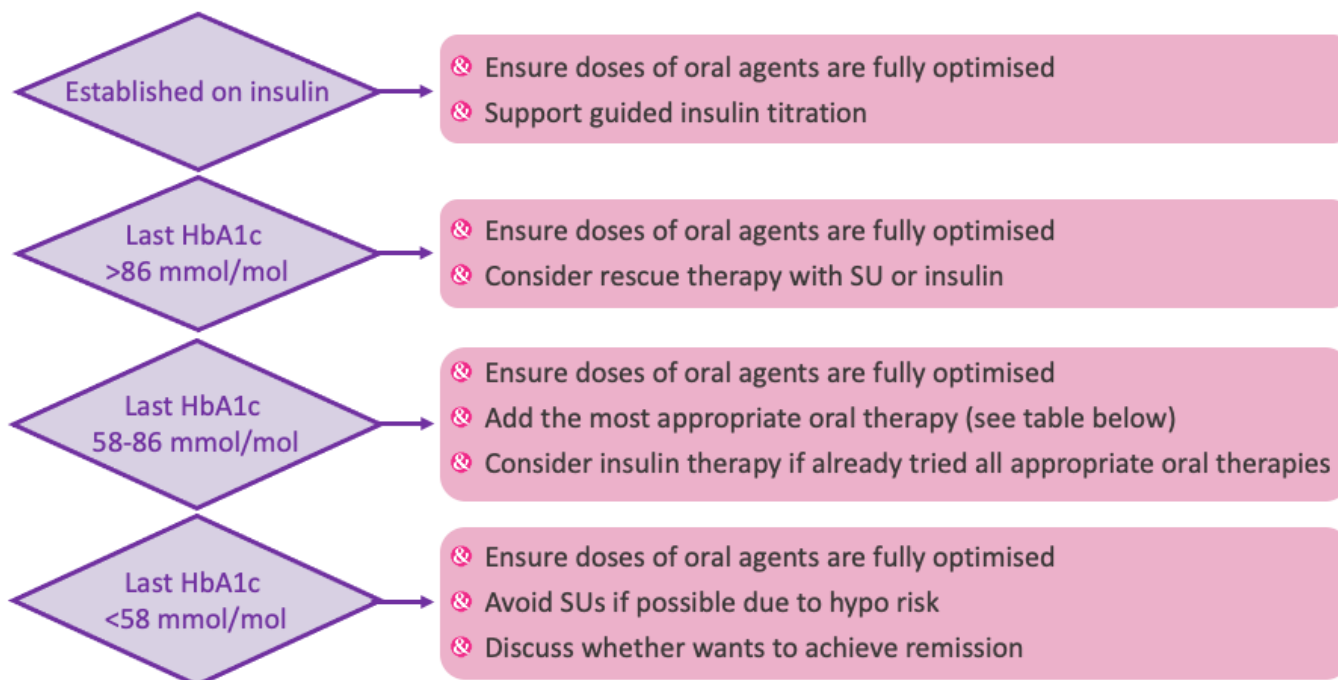 Established on insulin
& Ensure doses of oral agents are fully optimised
& Support guided insulin titration
Last HbA1c
>86 mmol/mol
& Ensure doses of oral agents are fully optimised
& Consider rescue therapy with SU or insulin
Last HbA1c
58-86 mmol/mol
& Ensure doses of oral agents are fully optimised
& Add the most appropriate oral therapy (see table below)
& Consider insulin therapy if already tried all appropriate oral therapies
Last HbA1c
<58 mmol/mol
& Ensure doses of oral agents are fully optimised
& Avoid SUs if possible due to hypo risk
& Discuss whether wants to achieve remission